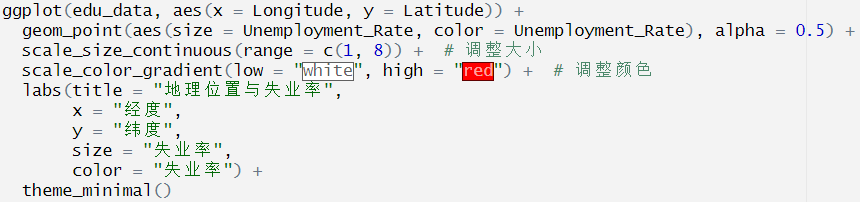 ggplot(edu_data, aes(x = Longitude, y = Latitude)) +
  geom_point(aes(size = Unemployment_Rate, color = Unemployment_Rate), alpha = 0.5) +
  scale_size_continuous(range = c(1, 8)) +  # 调整大小
  scale_color_gradient(low = "white", high = "red") +  # 调整颜色
  labs(title = "地理位置与失业率",
       x = "经度",
       y = "纬度",
       size = "失业率",
       color = "失业率") +
  theme_minimal()